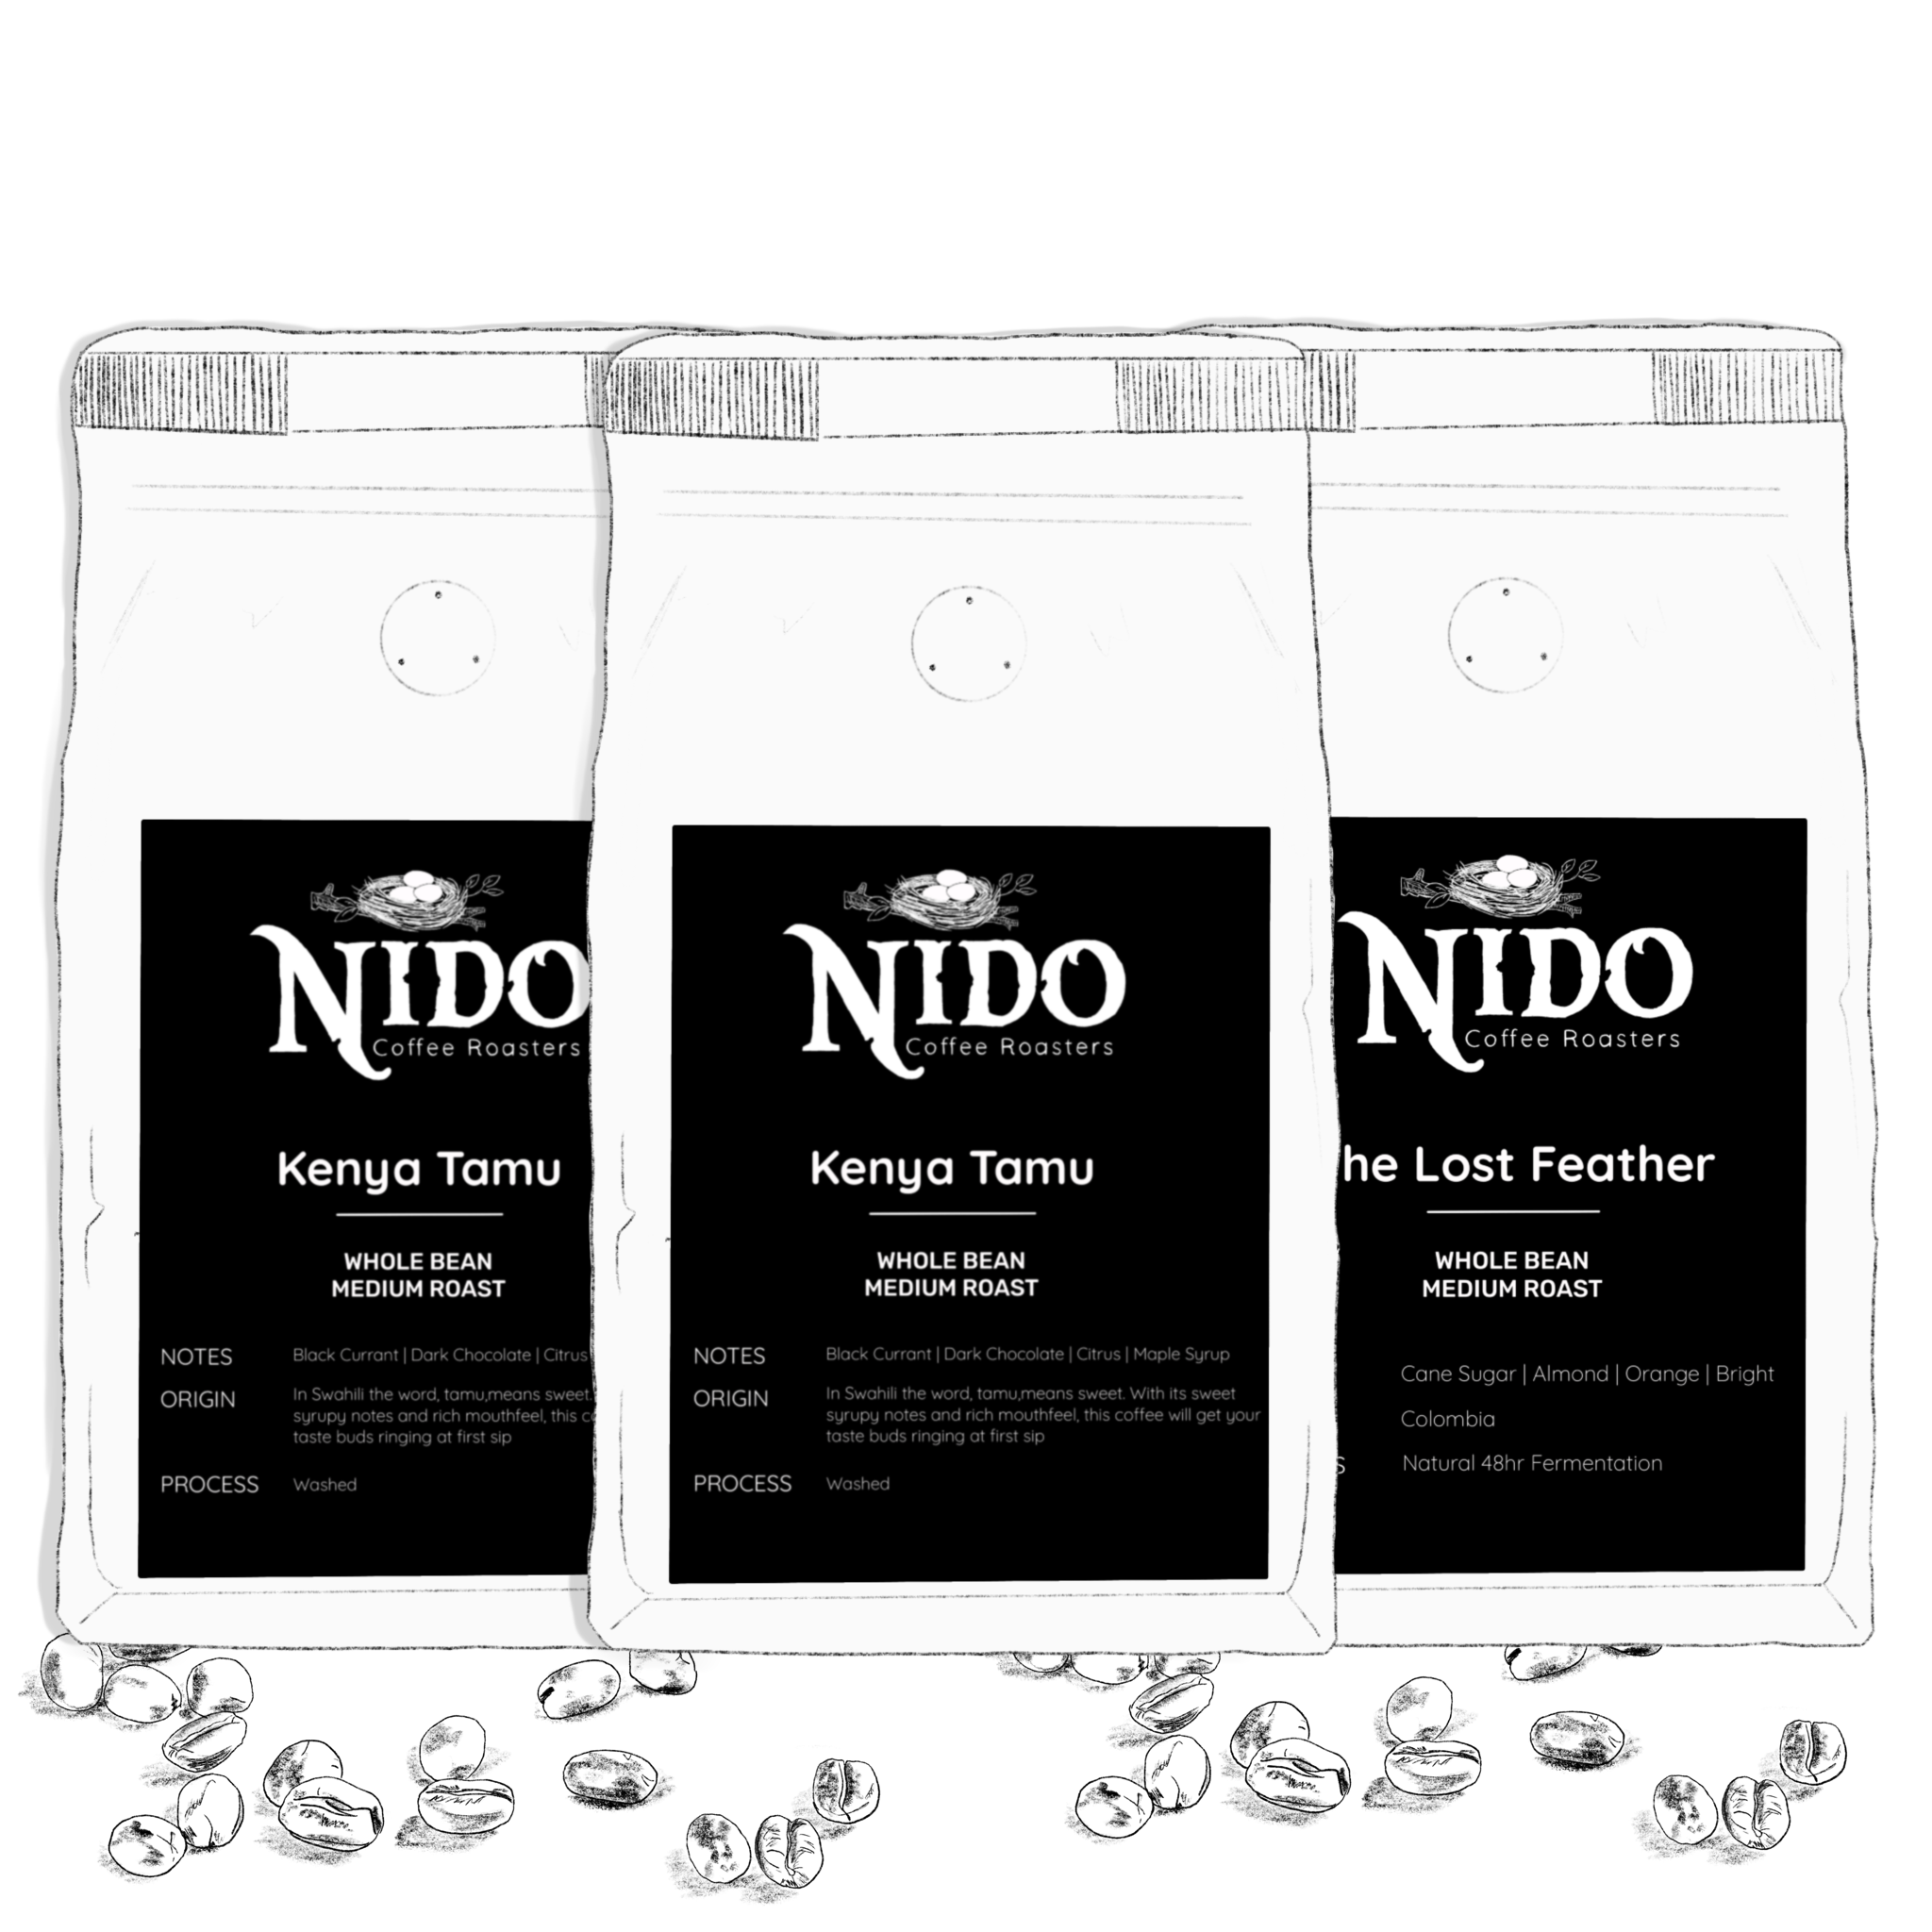 NIDO
Coffee Roasters
Kenya Tamu
WHOLE BEAN
MEDIUM ROAST
NOTES Black Currant | Dark Chocolate | Citrus
ORIGIN In Swahili the word, tamu,means sweet.
syrupy notes and rich mouthfeel, this
taste buds ringing at first sip
PROCESS Washed
NIDO
Coffee Roasters
Kenya Tamu
WHOLE BEAN
MEDIUM ROAST
NOTES Black Currant | Dark Chocolate | Citrus | Maple Syrup
ORIGIN In Swahili the word, tamu,means sweet. With its sweet
syrupy notes and rich mouthfeel, this coffee will get your
taste buds ringing at first sip
PROCESS Washed
NIDO
Coffee Roasters
he Lost Feather
WHOLE BEAN
MEDIUM ROAST
Cane Sugar | Almond | Orange | Bright
Colombia
S Natural 48hr Fermentation